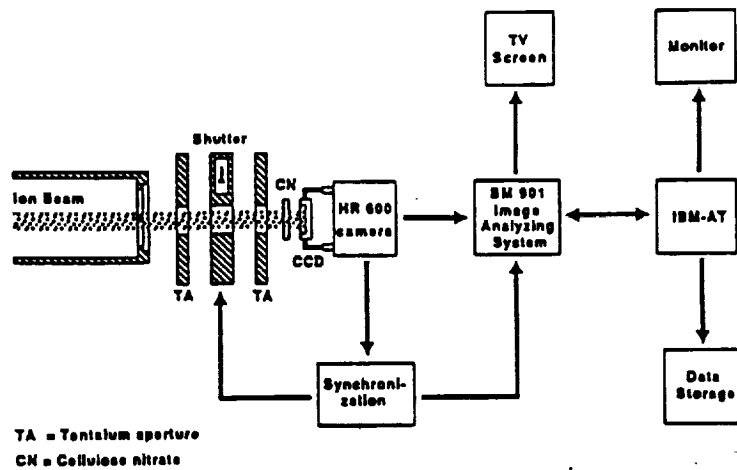 TV
Screen
Moniter
Shutter
Ion Beam
CN
HR 600
camera
SM 901
Image
Analyzing
System
IBM-AT
CCD
TA
TA
Synchroni-
zation
Data
Storage
TA = Tantalum aperture
CN = Cellulose nitrate